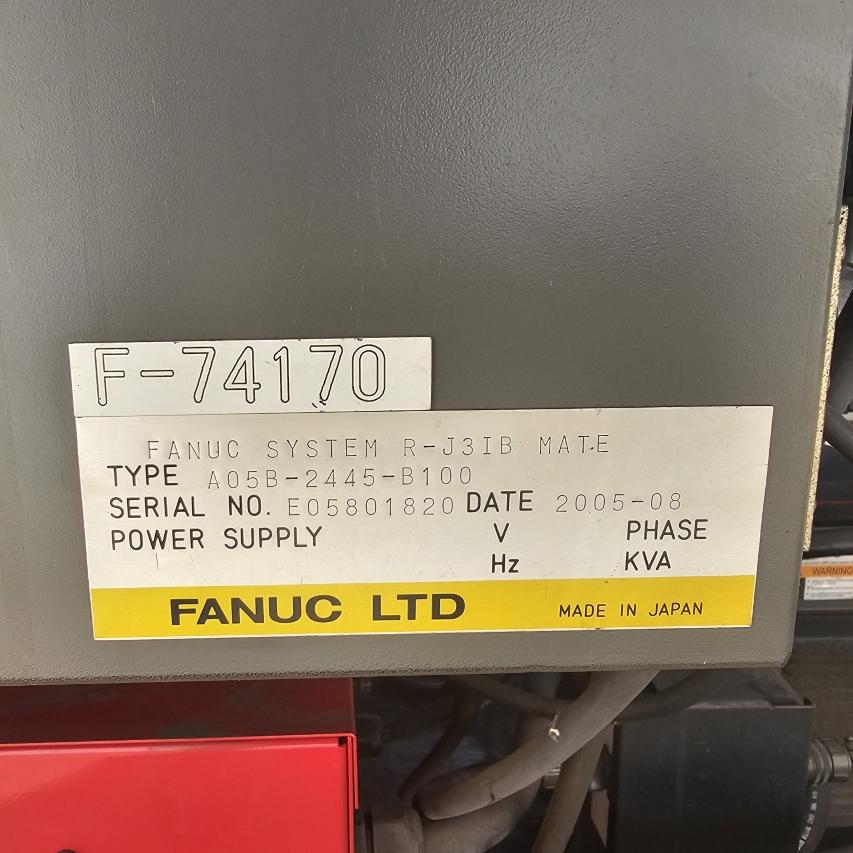 F-74170
FANUC SYSTEM R-J3IB MATE
TYPE A05B-2445-B100
SERIAL NO. E05801820 DATE 2005-08
POWER SUPPLY V PHASE
Hz KVA
FANUC LTD MADE IN JAPAN
WARNING